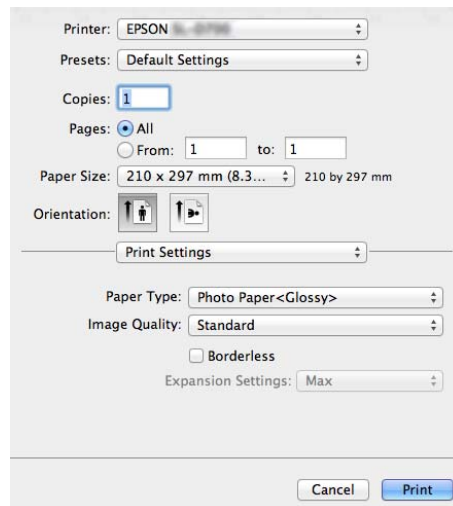 Printer: EPSON
Presets: Default Settings
Copies: 1
Pages: All
From: 1 to: 1
Paper Size: 210 x 297 mm (8.3... 210 by 297 mm
Orientation:
Print Settings
Paper Type: Photo Paper<Glossy>
Image Quality: Standard
Borderless
Expansion Settings: Max
Cancel Print